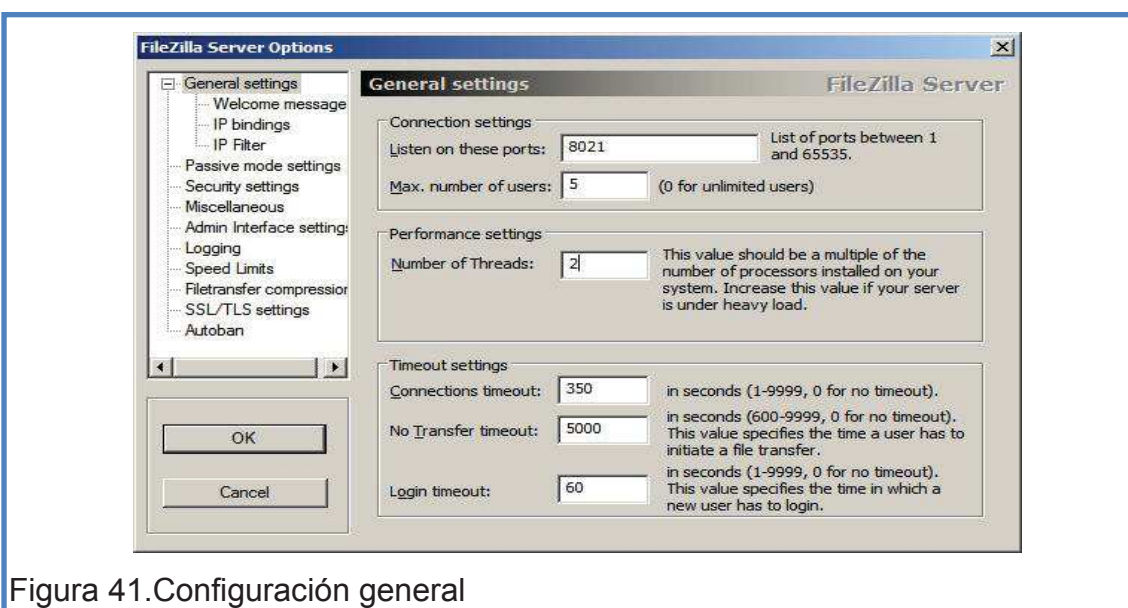 FileZilla Server Options
General settings
Welcome message
IP bindings
IP Filter
Passive mode settings
Security settings
Miscellaneous
Admin Interface setting
Logging
Speed Limits
Filetransfer compression
SSL/TLS settings
Autoban
OK
Cancel
General settings
FileZilla Server
Connection settings
Listen on these ports: 8021 List of ports between 1
and 65535.
Max. number of users: 5 (0 for unlimited users)
Performance settings
Number of Threads: 2 This value should be a multiple of the
number of processors installed on your
system. Increase this value if your server
is under heavy load.
Timeout settings
Connections timeout: 350 in seconds (1-9999, 0 for no timeout).
No Transfer timeout: 5000 in seconds (600-9999, 0 for no timeout).
This value specifies the time a user has to
initiate a file transfer.
Login timeout: 60 in seconds (1-9999, 0 for no timeout).
This value specifies the time in which a
new user has to login.
Figura 41.Configuración general